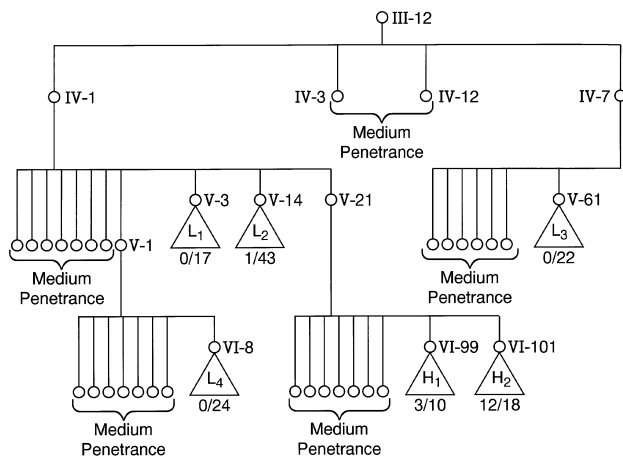 III-12
IV-1
IV-3
IV-12
IV-7
Medium
Penetrance
V-3
V-14
V-21
V-61
L1
L2
L3
V-1
0/17
1/43
0/22
Medium
Penetrance
Medium
Penetrance
VI-8
VI-99
VI-101
L4
H1
H2
0/24
3/10
12/18
Medium
Penetrance
Medium
Penetrance